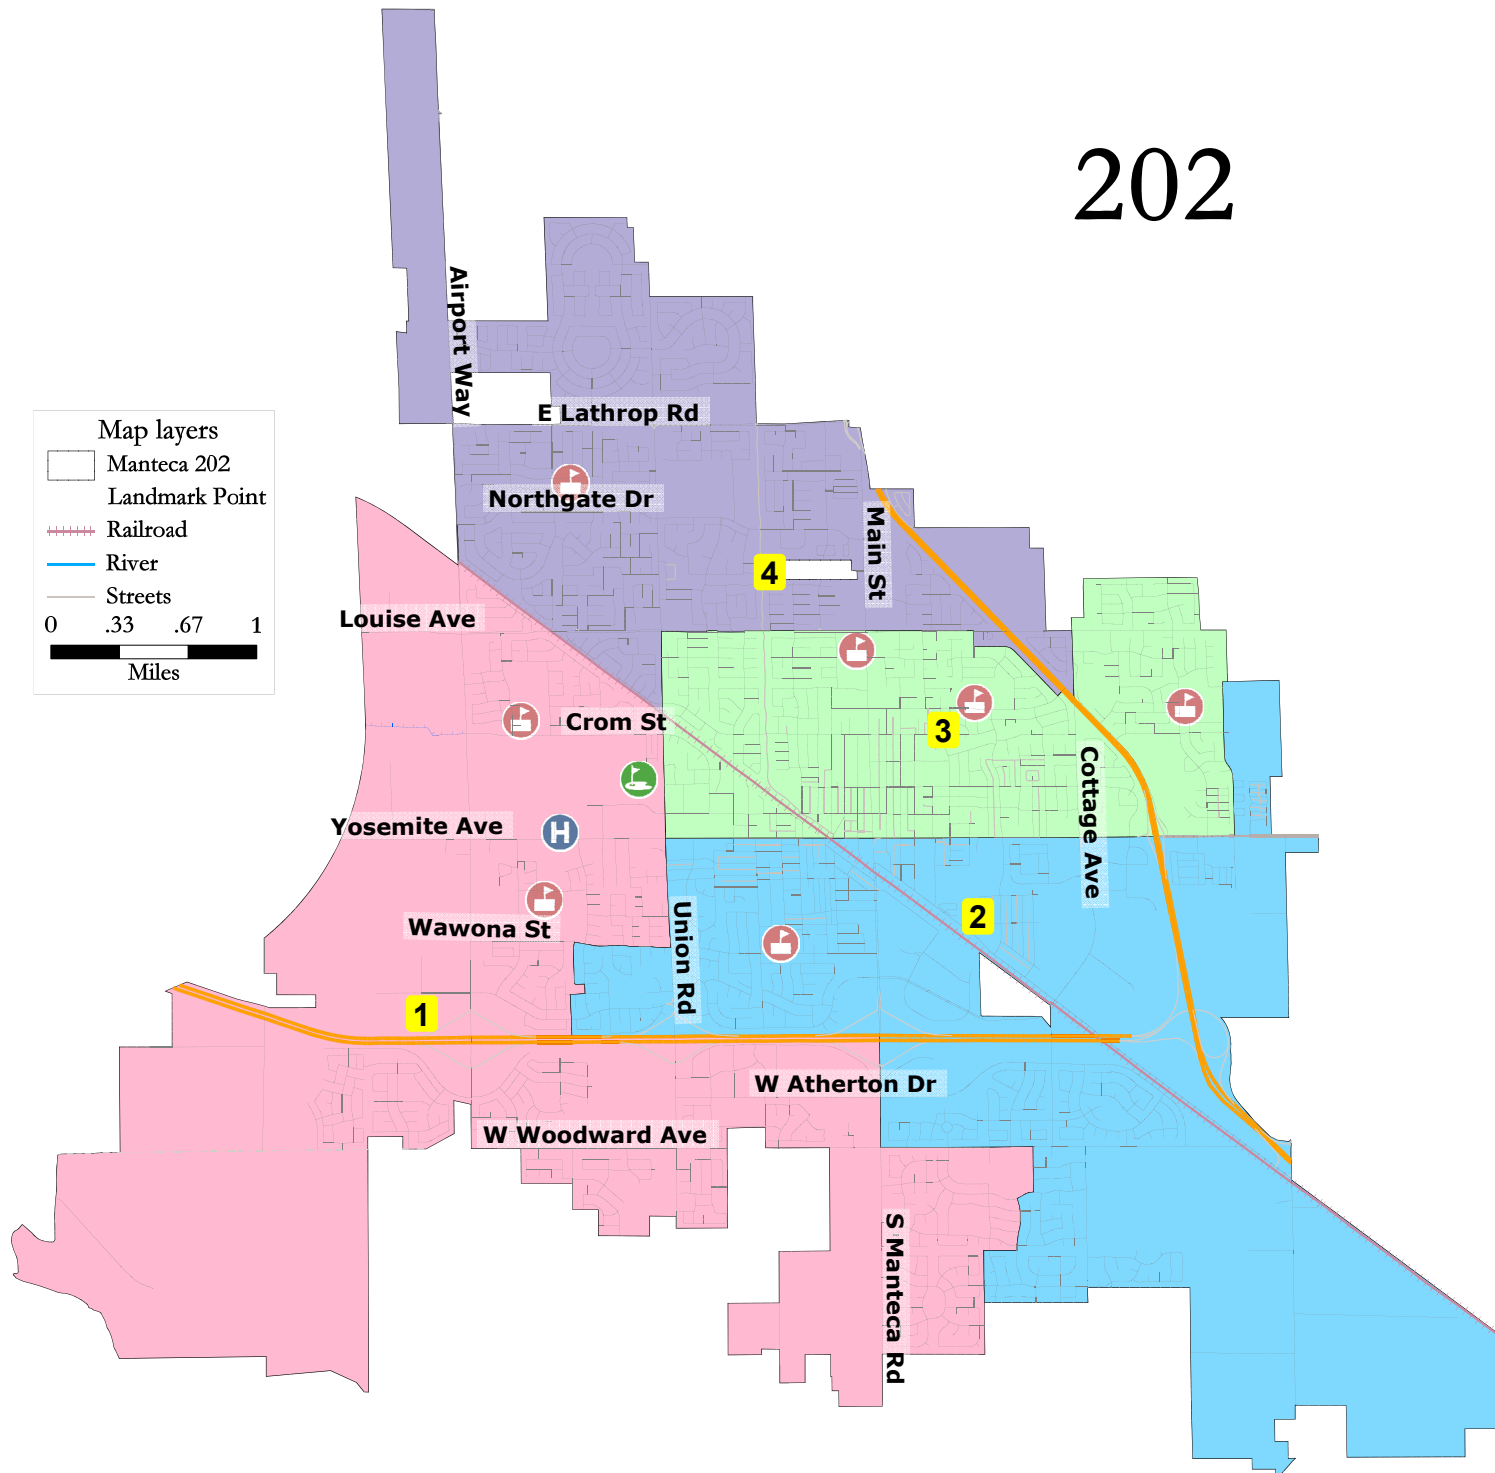 202
Airport Way
E Lathrop Rd
Map layers
Manteca 202
Landmark Point
Railroad
River
Streets
0 .33 .67 1
Miles
Northgate Dr
Main St
4
Louise Ave
Crom St
3
Cottage Ave
Yosemite Ave
H
Wawona St
Union Rd
2
1
W Atherton Dr
W Woodward Ave
S Manteca Rd